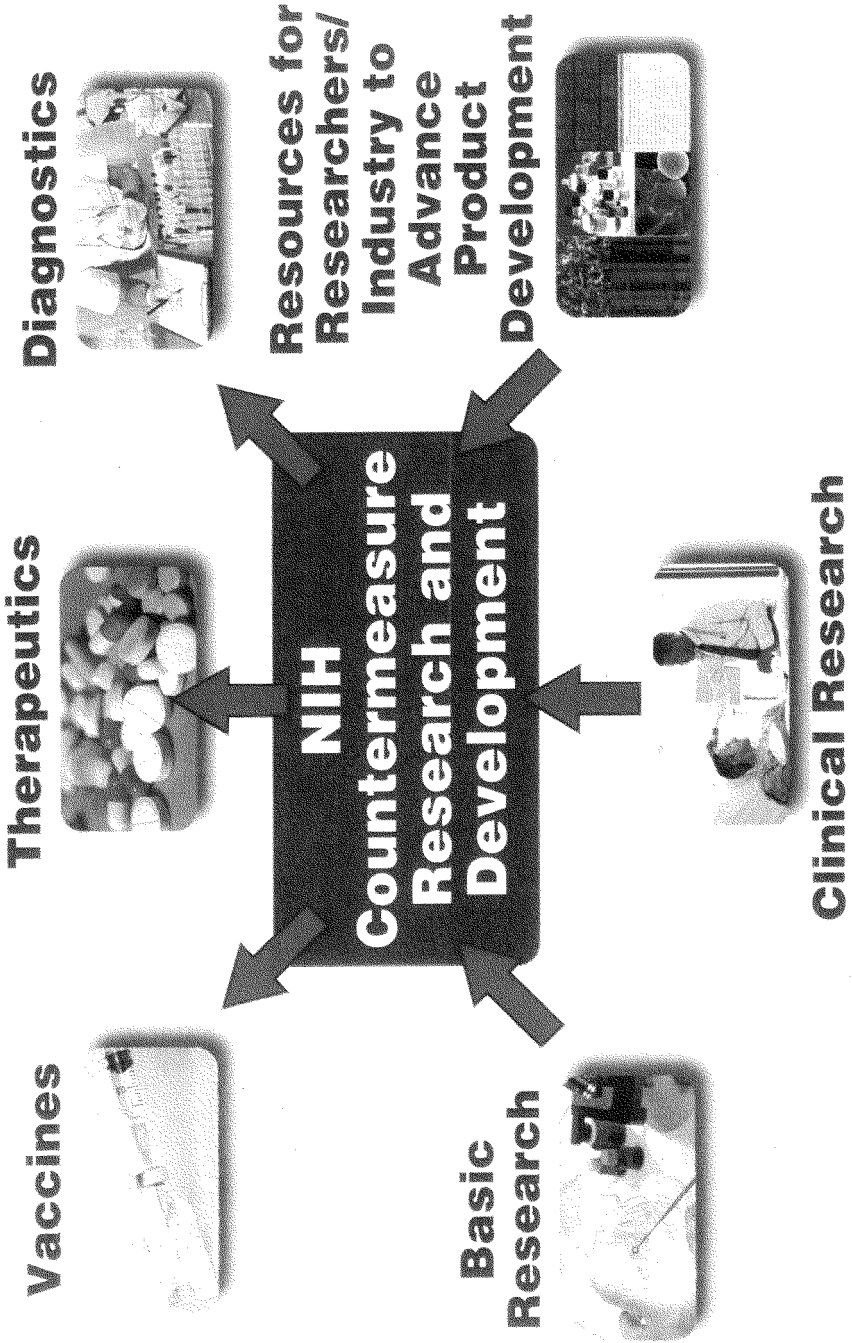 Vaccines
Therapeutics
Diagnostics
NIH
Countermeasure
Research and
Development
Basic
Research
Clinical Research
Resources for
Researchers/
Industry to
Advance
Product
Development